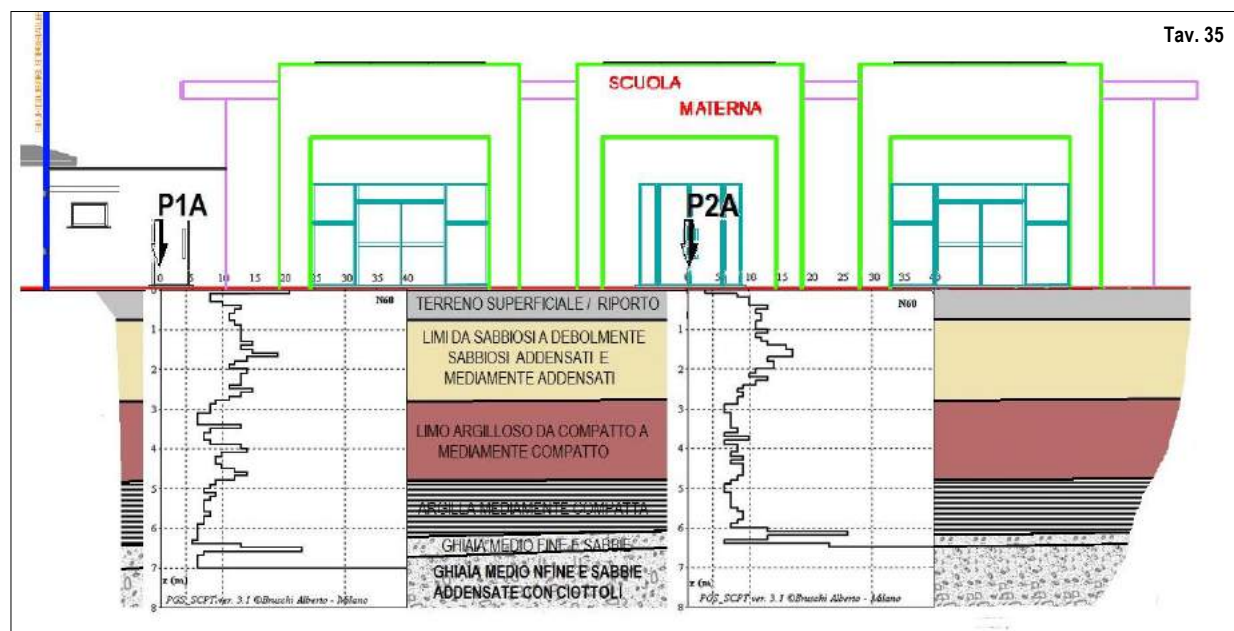 Tav. 35
SCUOLA
MATERNA
P1A
P2A
0 5 10 15 20 25 30 35 40
0 5 10 15 20 25 30 35 40
N60
N60
TERRENO SUPERFICIALE / RIPORTO
LIMI DA SABBIOSI A DEBOLMENTE
SABBIOSI ADDENSATI E
MEDIAMENTE ADDENSATI
LIMO ARGILLOSO DA COMPATTO A
MEDIAMENTE COMPATTO
ARGILLA MEDIAMENTE COMPATTA
GHIAIA MEDIO FINE E SABBIE
GHIAIA MEDIO NFINE E SABBIE
ADDENSATE CON CIOTTOLI
0
1
2
3
4
5
6
7
8
z (m)
PGS_SCPT ver. 3.1 ©Bruschi Alberto - Milano
0
1
2
3
4
5
6
7
8
z (m)
PGS_SCPT ver. 3.1 ©Bruschi Alberto - Milano